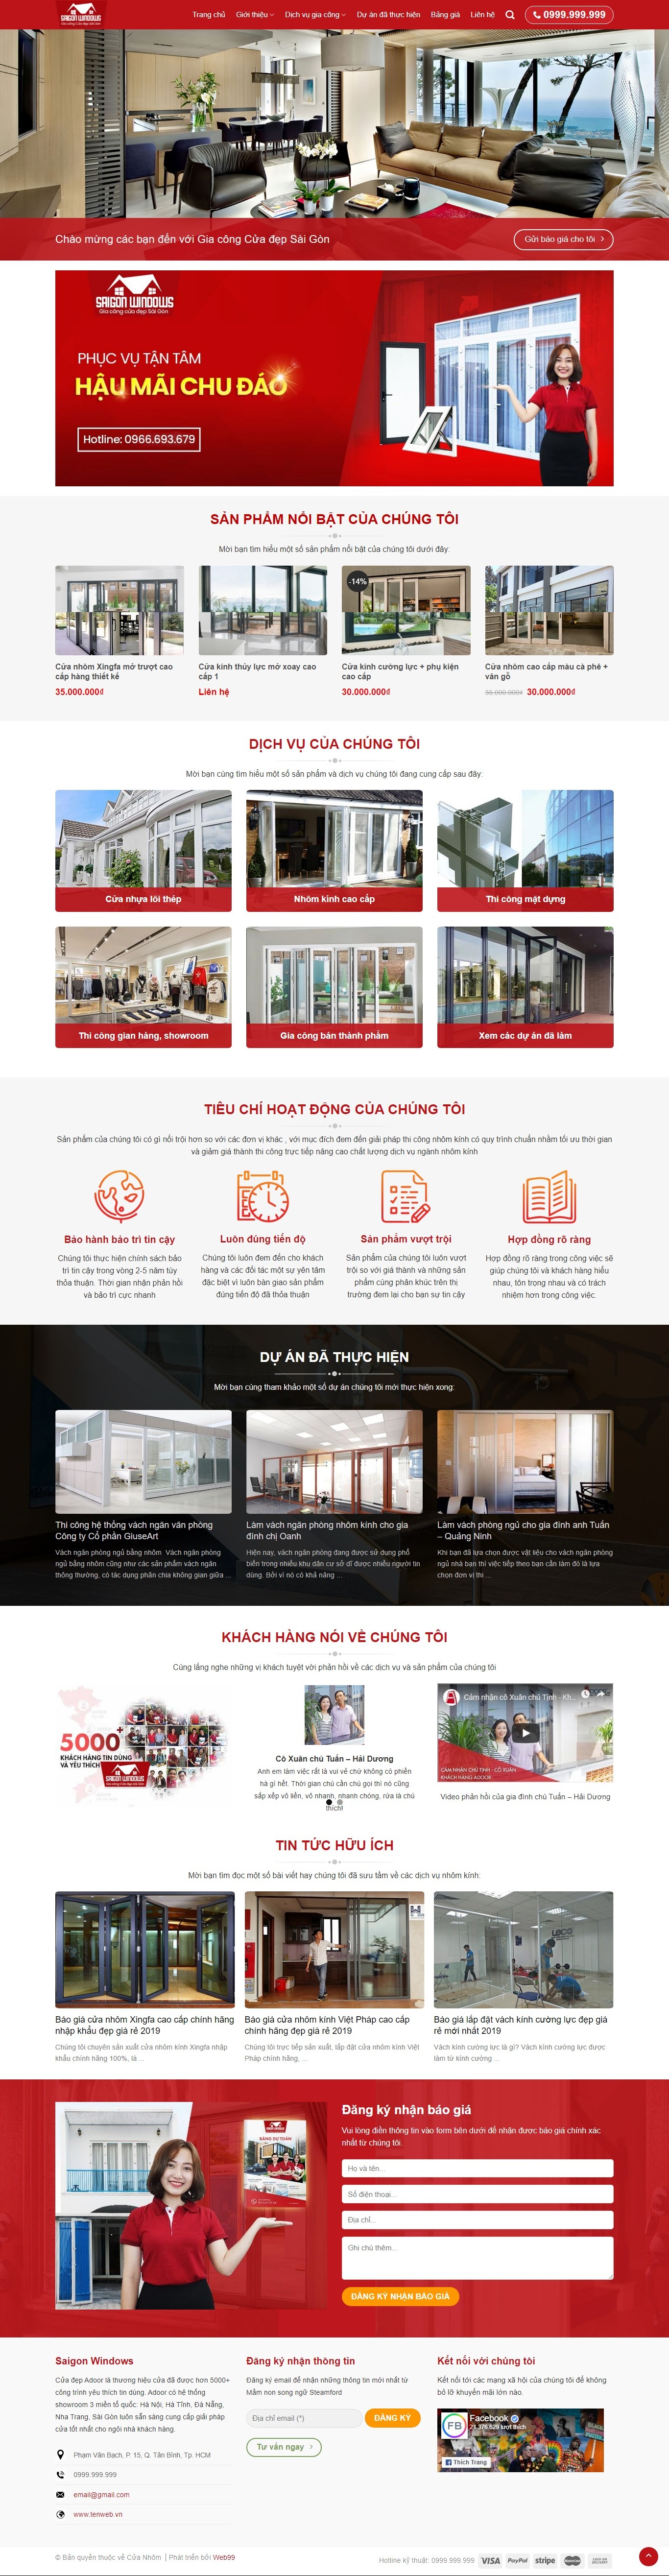 SAIGON WINDOWS
Trang chủ
Giới thiệu
Dịch vụ gia công
Dự án đã thực hiện
Bảng giá
Liên hệ
0999.999.999
Chào mừng các bạn đến với Gia công Cửa đẹp Sài Gòn
Gửi báo giá cho tôi
SAIGON WINDOWS
Gia công cửa đẹp Sài Gòn
PHỤC VỤ TẬN TÂM
HẬU MÃI CHU ĐÁO
Hotline: 0966.693.679
SẢN PHẨM NỔI BẬT CỦA CHÚNG TÔI
Mời bạn tìm hiểu một số sản phẩm nổi bật của chúng tôi dưới đây:
-14%
Cửa nhôm Xingfa mở trượt cao
cấp hàng thiết kế
35.000.000₫
Cửa kính thủy lực mở xoay cao
cấp 1
Liên hệ
Cửa kính cường lực + phụ kiện
cao cấp
30.000.000₫
Cửa nhôm cao cấp màu cà phê +
vân gỗ
35.000.000₫ 30.000.000₫
DỊCH VỤ CỦA CHÚNG TÔI
Mời bạn cùng tìm hiểu một số sản phẩm và dịch vụ chúng tôi đang cung cấp sau đây:
Cửa nhựa lõi thép
Nhôm kính cao cấp
Thi công mặt dựng
Thi công gian hàng, showroom
Gia công bán thành phẩm
Xem các dự án đã làm
TIÊU CHÍ HOẠT ĐỘNG CỦA CHÚNG TÔI
Sản phẩm của chúng tôi có gì nổi trội hơn so với các đơn vị khác , với mục đích đem đến giải pháp thi công nhôm kính có quy trình chuẩn nhằm tối ưu thời gian
và giảm giá thành thi công trực tiếp nâng cao chất lượng dịch vụ ngành nhôm kính
Bảo hành bảo trì tin cậy
Chúng tôi thực hiện chính sách bảo
trì tin cậy trong vòng 2-5 năm tùy
thỏa thuận. Thời gian nhận phản hồi
và bảo trì cực nhanh
Luôn đúng tiến độ
Chúng tôi luôn đem đến cho khách
hàng và các đối tác một sự yên tâm
đặc biệt vì luôn bàn giao sản phẩm
đúng tiến độ đã thỏa thuận
Sản phẩm vượt trội
Sản phẩm của chúng tôi luôn vượt
trội so với giá thành và những sản
phẩm cùng phân khúc trên thị
trường đem lại cho bạn sự tin cậy
Hợp đồng rõ ràng
Hợp đồng rõ ràng trong công việc sẽ
giúp chúng tôi và khách hàng hiểu
nhau, tôn trọng nhau và có trách
nhiệm hơn trong công việc.
DỰ ÁN ĐÃ THỰC HIỆN
Mời bạn cùng tham khảo một số dự án chúng tôi mới thực hiện xong:
Thi công hệ thống vách ngăn văn phòng
Công ty Cổ phần GiuseArt
Vách ngăn phòng ngủ bằng nhôm Vách ngăn phòng
ngủ bằng nhôm cũng như các sản phẩm vách ngăn
thông thường, có tác dụng phân chia không gian giữa ...
Làm vách ngăn phòng nhôm kính cho gia
đình chị Oanh
Hiện nay, vách ngăn phòng đang được sử dụng phổ
biến trong nhiều khu dân cư sở dĩ được nhiều người tin
dùng. Bởi vì nó có khả năng ...
Làm vách phòng ngủ cho gia đình anh Tuấn
– Quảng Ninh
Khi bạn đã lựa chọn được vật liệu cho vách ngăn phòng
ngủ nhà bạn thì việc tiếp theo bạn cần làm đó là lựa
chọn đơn vị thi ...
KHÁCH HÀNG NÓI VỀ CHÚNG TÔI
Cùng lắng nghe những vị khách tuyệt vời phản hồi về các dịch vụ và sản phẩm của chúng tôi
5000+
KHÁCH HÀNG TIN DÙNG
VÀ YÊU THÍCH
SAIGON WINDOWS
Cô Xuân chú Tuấn – Hải Dương
Anh em làm việc rất là vui vẻ chứ không có phiền
hà gì hết. Thời gian chú cần chú gọi thì nó cũng
sắp xếp vô liền, vô nhanh, nhanh chóng, rứa là chú
thích!
Cảm nhận cô Xuân chú Tịnh - Kh...
CẢM NHẬN CHÚ TỊNH - CÔ XUÂN
KHÁCH HÀNG ADOOR
Video phản hồi của gia đình chú Tuấn – Hải Dương
TIN TỨC HỮU ÍCH
Mời bạn tìm đọc một số bài viết hay chúng tôi đã sưu tầm về các dịch vụ nhôm kính:
Báo giá cửa nhôm Xingfa cao cấp chính hãng
nhập khẩu đẹp giá rẻ 2019
Chúng tôi chuyên sản xuất cửa nhôm kính Xingfa nhập
khẩu chính hãng 100%, là ...
Báo giá cửa nhôm kính Việt Pháp cao cấp
chính hãng đẹp giá rẻ 2019
Chúng tôi trực tiếp sản xuất, lắp đặt cửa nhôm kính Việt
Pháp chính hãng, ...
Báo giá lắp đặt vách kính cường lực đẹp giá
rẻ mới nhất 2019
Vách kính cường lực là gì? Vách kính cường lực được
làm từ kính cường ...
Đăng ký nhận báo giá
Vui lòng điền thông tin vào form bên dưới để nhận được báo giá chính xác
nhất từ chúng tôi.
Họ và tên...
Số điện thoại...
Địa chỉ...
Ghi chú thêm...
ĐĂNG KÝ NHẬN BÁO GIÁ
Saigon Windows
Cửa đẹp Adoor là thương hiệu cửa đã được hơn 5000+
công trình yêu thích tin dùng. Adoor có hệ thống
showroom 3 miền tổ quốc: Hà Nội, Hà Tĩnh, Đà Nẵng,
Nha Trang, Sài Gòn luôn sẵn sàng cung cấp giải pháp
cửa tốt nhất cho ngôi nhà khách hàng.
Phạm Văn Bạch, P. 15, Q. Tân Bình, Tp. HCM
0999.999.999
email@gmail.com
www.tenweb.vn
Đăng ký nhận thông tin
Đăng ký email để nhận những thông tin mới nhất từ
Mầm non song ngữ Steamford
Địa chỉ email (*)
ĐĂNG KÝ
Tư vấn ngay
Kết nối với chúng tôi
Kết nối tới các mạng xã hội của chúng tôi để không
bỏ lỡ khuyến mãi lớn nào.
FB
Facebook
21.376.629 lượt thích
Thích Trang
© Bản quyền thuộc về Cửa Nhôm | Phát triển bởi Web99
Hotline kỹ thuật: 0999.999.999
VISA
PayPal
stripe
MasterCard
CASH ON DELIVERY